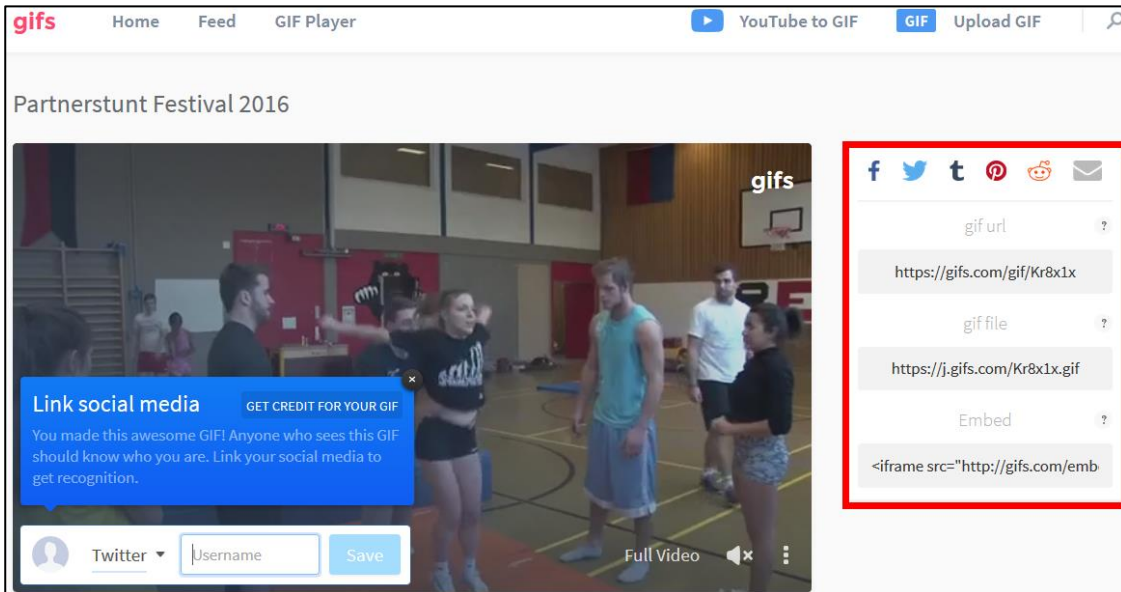 gifs Home Feed GIF Player YouTube to GIF GIF Upload GIF
Partnerstunt Festival 2016
gifs
Link social media GET CREDIT FOR YOUR GIF
You made this awesome GIF! Anyone who sees this GIF
should know who you are. Link your social media to
get recognition.
Twitter Username Save
Full Video
gif url ?
https://gifs.com/gif/Kr8x1x
gif file ?
https://j.gifs.com/Kr8x1x.gif
Embed ?
<iframe src="http://gifs.com/emb